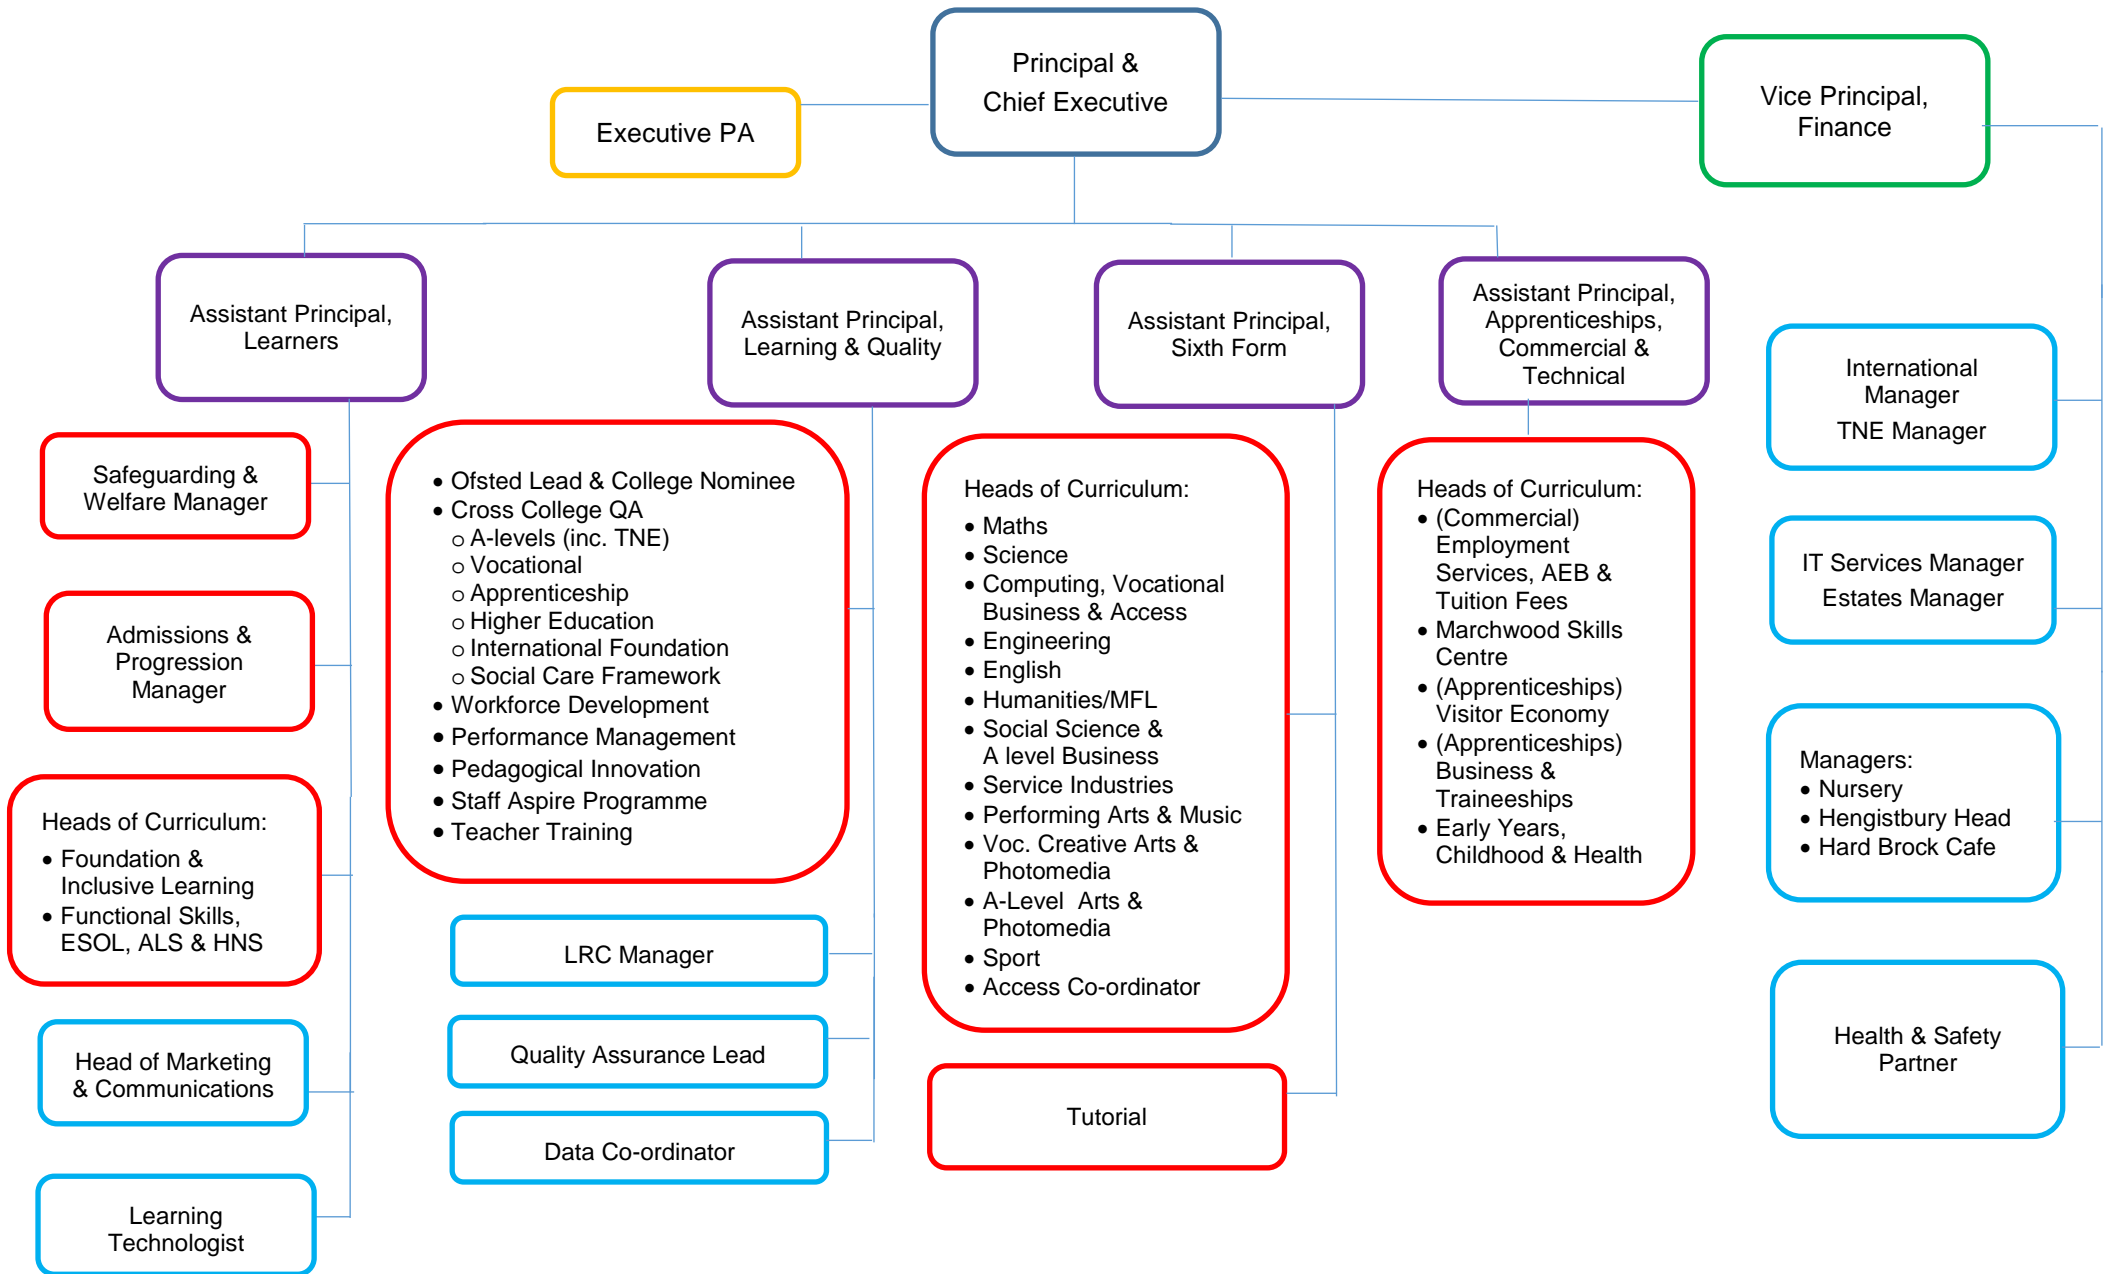 Principal &
Chief Executive
Executive PA
Vice Principal,
Finance
Assistant Principal,
Learners
Assistant Principal,
Learning & Quality
Assistant Principal,
Sixth Form
Assistant Principal,
Apprenticeships,
Commercial &
Technical
Safeguarding &
Welfare Manager
Admissions &
Progression
Manager
Heads of Curriculum:
• Foundation &
Inclusive Learning
• Functional Skills,
ESOL, ALS & HNS
Head of Marketing
& Communications
Learning
Technologist
• Ofsted Lead & College Nominee
• Cross College QA
o A-levels (inc. TNE)
o Vocational
o Apprenticeship
o Higher Education
o International Foundation
o Social Care Framework
• Workforce Development
• Performance Management
• Pedagogical Innovation
• Staff Aspire Programme
• Teacher Training
LRC Manager
Quality Assurance Lead
Data Co-ordinator
Heads of Curriculum:
• Maths
• Science
• Computing, Vocational
Business & Access
• Engineering
• English
• Humanities/MFL
• Social Science &
A level Business
• Service Industries
• Performing Arts & Music
• Voc. Creative Arts &
Photomedia
• A-Level Arts &
Photomedia
• Sport
• Access Co-ordinator
Tutorial
Heads of Curriculum:
• (Commercial)
Employment
Services, AEB &
Tuition Fees
• Marchwood Skills
Centre
• (Apprenticeships)
Visitor Economy
• (Apprenticeships)
Business &
Traineeships
• Early Years,
Childhood & Health
International
Manager
TNE Manager
IT Services Manager
Estates Manager
Managers:
• Nursery
• Hengistbury Head
• Hard Brock Cafe
Health & Safety
Partner